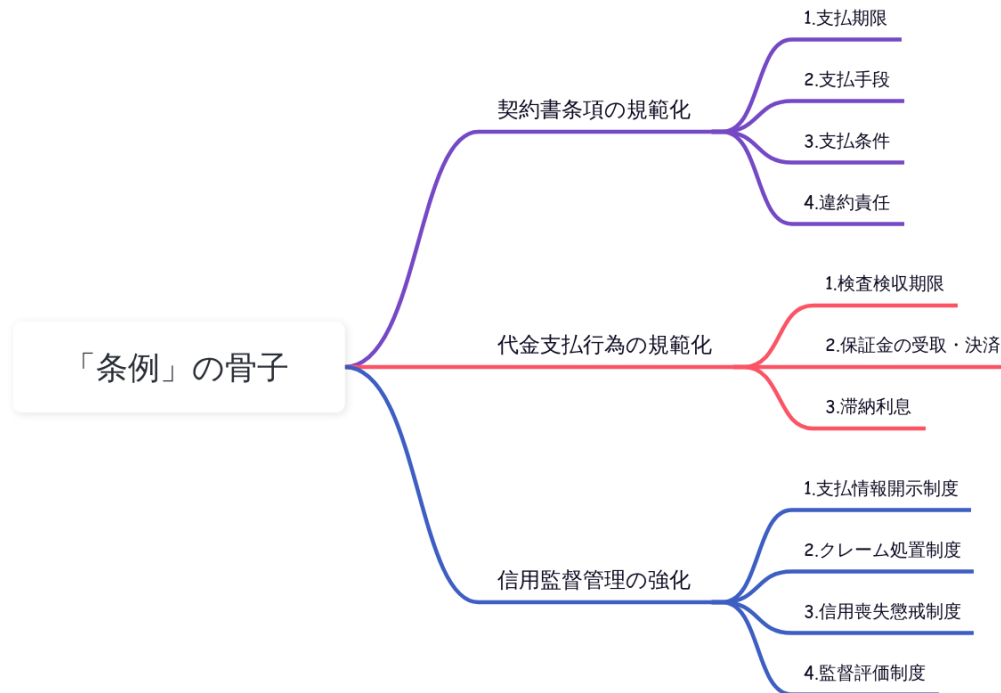 「条例」の骨子
契約書条項の規範化
1.支払期限
2.支払手段
3.支払条件
4.違約責任
代金支払行為の規範化
1.検査検収期限
2.保証金の受取・決済
3.滞納利息
信用監督管理の強化
1.支払情報開示制度
2.クレーム処置制度
3.信用喪失懲戒制度
4.監督評価制度